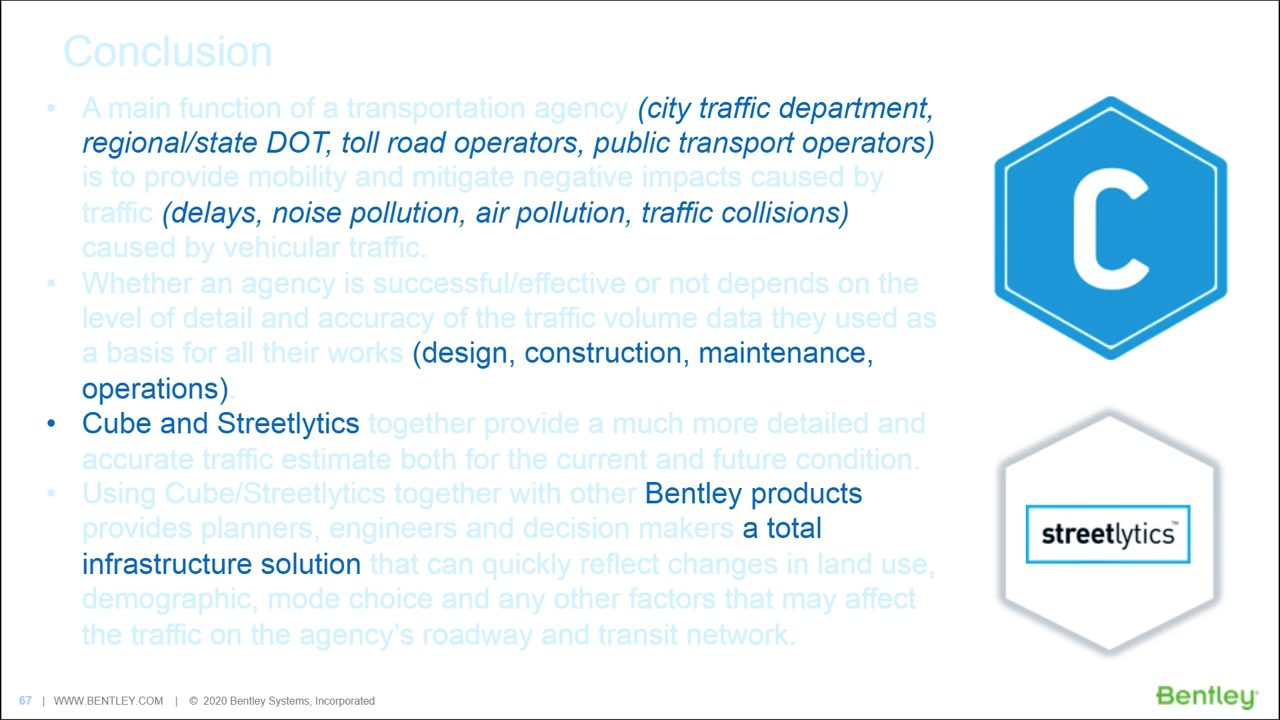 Conclusion
• A main function of a transportation agency (city traffic department,
regional/state DOT, toll road operators, public transport operators)
is to provide mobility and mitigate negative impacts caused by
traffic (delays, noise pollution, air pollution, traffic collisions)
caused by vehicular traffic.
• Whether an agency is successful/effective or not depends on the
level of detail and accuracy of the traffic volume data they used as
a basis for all their works (design, construction, maintenance,
operations).
• Cube and Streetlytics together provide a much more detailed and
accurate traffic estimate both for the current and future condition.
• Using Cube/Streetlytics together with other Bentley products
provides planners, engineers and decision makers a total
infrastructure solution that can quickly reflect changes in land use,
demographic, mode choice and any other factors that may affect
the traffic on the agency’s roadway and transit network.
C
streetlytics™
67 | WWW.BENTLEY.COM | © 2020 Bentley Systems, Incorporated
Bentley